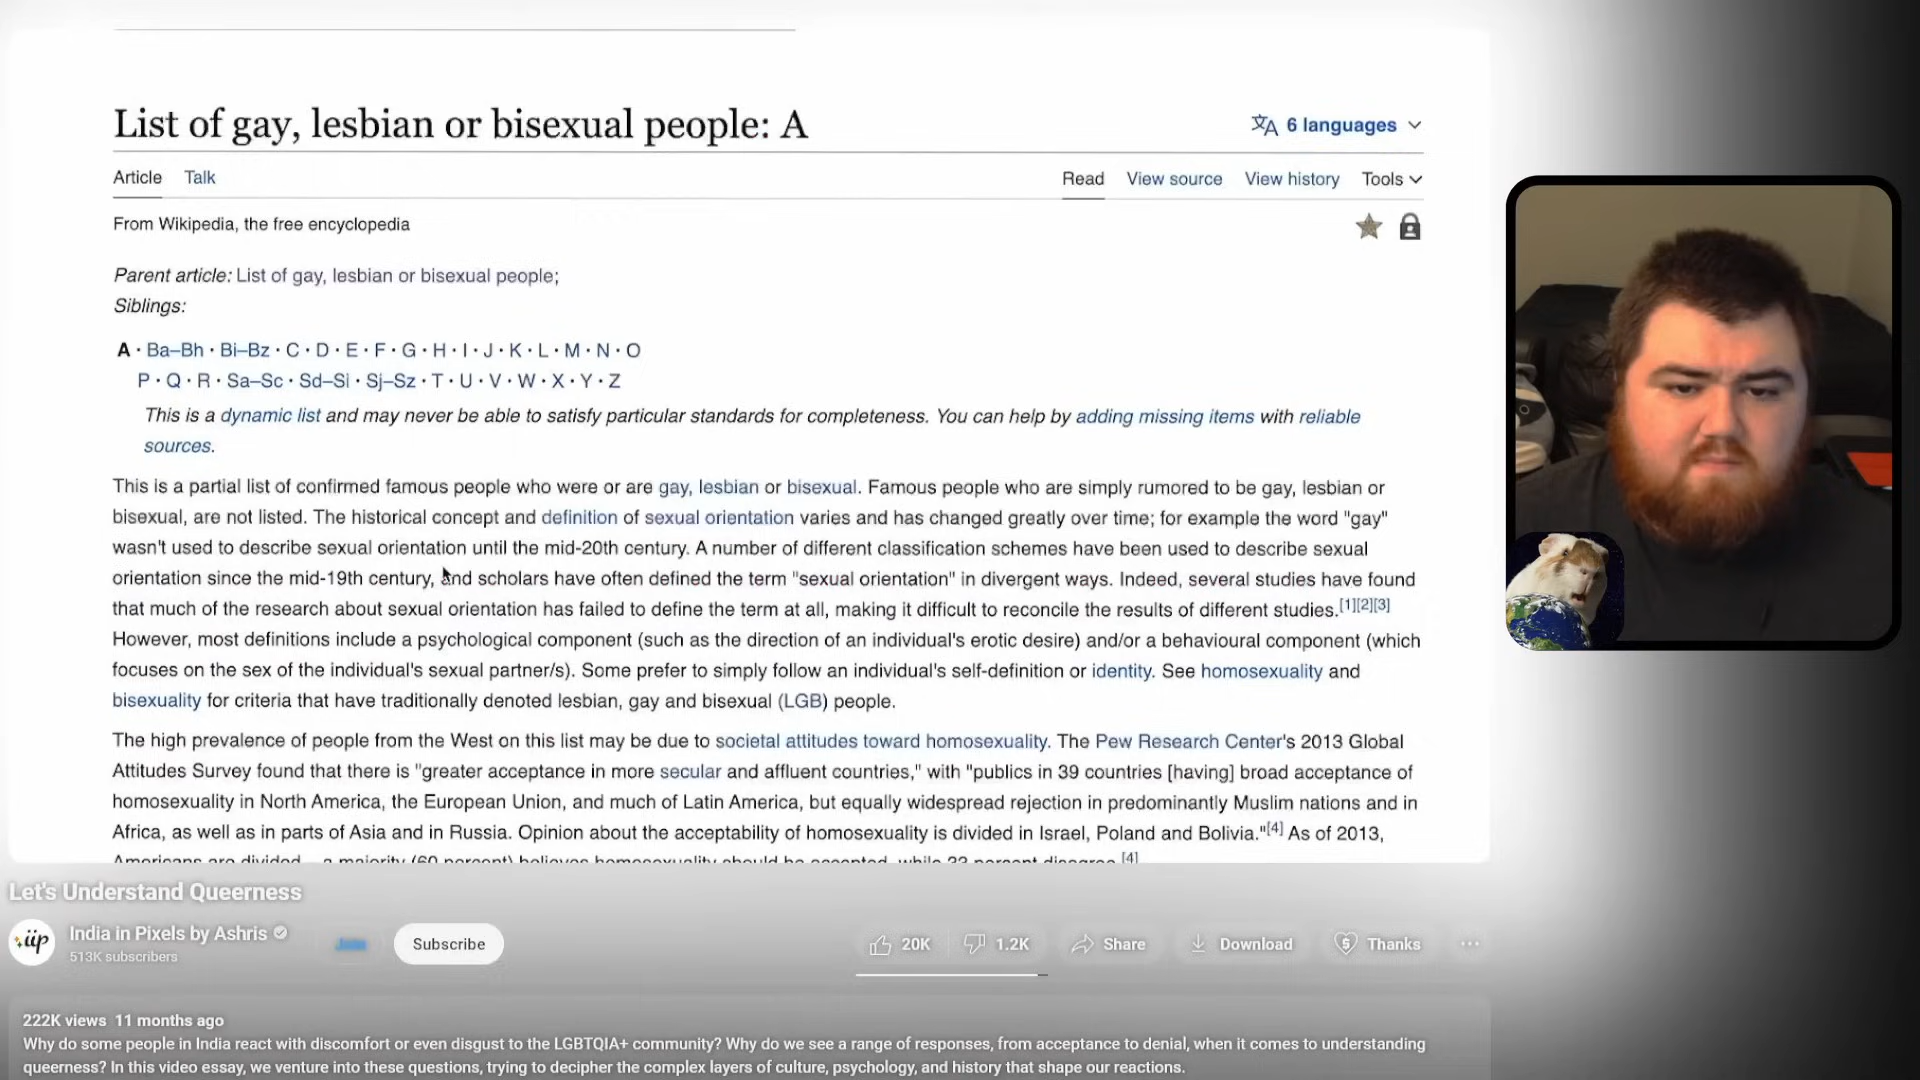 List of gay, lesbian or bisexual people: A
6 languages
Article Talk
Read View source View history Tools
From Wikipedia, the free encyclopedia
Parent article: List of gay, lesbian or bisexual people;
Siblings:
A · Ba–Bh · Bi–Bz · C · D · E · F · G · H · I · J · K · L · M · N · O
P · Q · R · Sa–Sc · Sd–Si · Sj–Sz · T · U · V · W · X · Y · Z
This is a dynamic list and may never be able to satisfy particular standards for completeness. You can help by adding missing items with reliable
sources.
This is a partial list of confirmed famous people who were or are gay, lesbian or bisexual. Famous people who are simply rumored to be gay, lesbian or
bisexual, are not listed. The historical concept and definition of sexual orientation varies and has changed greatly over time; for example the word "gay"
wasn't used to describe sexual orientation until the mid-20th century. A number of different classification schemes have been used to describe sexual
orientation since the mid-19th century, and scholars have often defined the term "sexual orientation" in divergent ways. Indeed, several studies have found
that much of the research about sexual orientation has failed to define the term at all, making it difficult to reconcile the results of different studies.[1][2][3]
However, most definitions include a psychological component (such as the direction of an individual's erotic desire) and/or a behavioural component (which
focuses on the sex of the individual's sexual partner/s). Some prefer to simply follow an individual's self-definition or identity. See homosexuality and
bisexuality for criteria that have traditionally denoted lesbian, gay and bisexual (LGB) people.
The high prevalence of people from the West on this list may be due to societal attitudes toward homosexuality. The Pew Research Center's 2013 Global
Attitudes Survey found that there is "greater acceptance in more secular and affluent countries," with "publics in 39 countries [having] broad acceptance of
homosexuality in North America, the European Union, and much of Latin America, but equally widespread rejection in predominantly Muslim nations and in
Africa, as well as in parts of Asia and in Russia. Opinion about the acceptability of homosexuality is divided in Israel, Poland and Bolivia."[4] As of 2013,
Americans are divided – a majority (60 percent) believes homosexuality should be accepted, while 33 percent disagree.[4]
Let's Understand Queerness
iip
India in Pixels by Ashris
513K subscribers
Join
Subscribe
20K
1.2K
Share
Download
Thanks
222K views 11 months ago
Why do some people in India react with discomfort or even disgust to the LGBTQIA+ community? Why do we see a range of responses, from acceptance to denial, when it comes to understanding
queerness? In this video essay, we venture into these questions, trying to decipher the complex layers of culture, psychology, and history that shape our reactions.